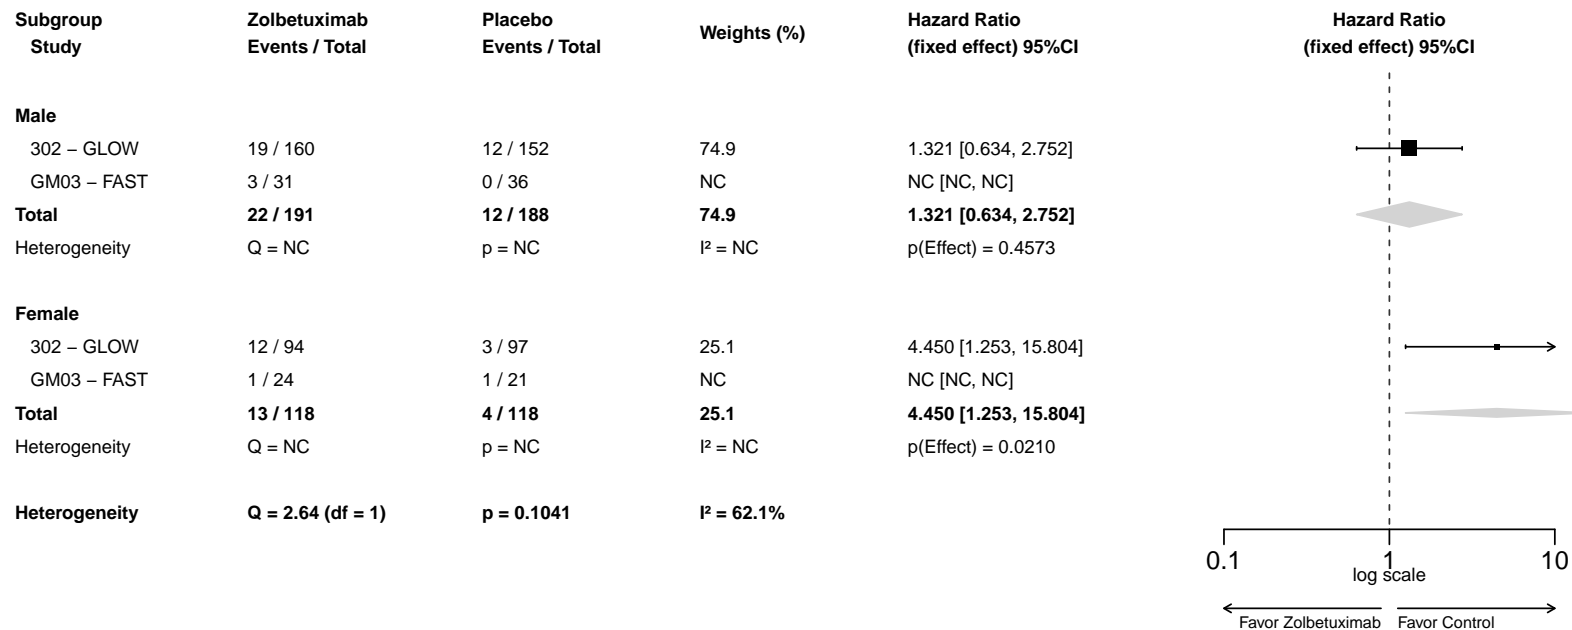 Subgroup Zolbetuximab Placebo Weights (%) Hazard Ratio Hazard Ratio
Study Events / Total Events / Total (fixed effect) 95%CI (fixed effect) 95%CI
Male
302 − GLOW 19 / 160 12 / 152 74.9 1.321 [0.634, 2.752]
GM03 − FAST 3 / 31 0 / 36 NC NC [NC, NC]
Total 22 / 191 12 / 188 74.9 1.321 [0.634, 2.752]
Heterogeneity Q = NC p = NC I² = NC p(Effect) = 0.4573
Female
302 − GLOW 12 / 94 3 / 97 25.1 4.450 [1.253, 15.804]
GM03 − FAST 1 / 24 1 / 21 NC NC [NC, NC]
Total 13 / 118 4 / 118 25.1 4.450 [1.253, 15.804]
Heterogeneity Q = NC p = NC I² = NC p(Effect) = 0.0210
Heterogeneity Q = 2.64 (df = 1) p = 0.1041 I² = 62.1%
0.1 1 10
log scale
Favor Zolbetuximab Favor Control